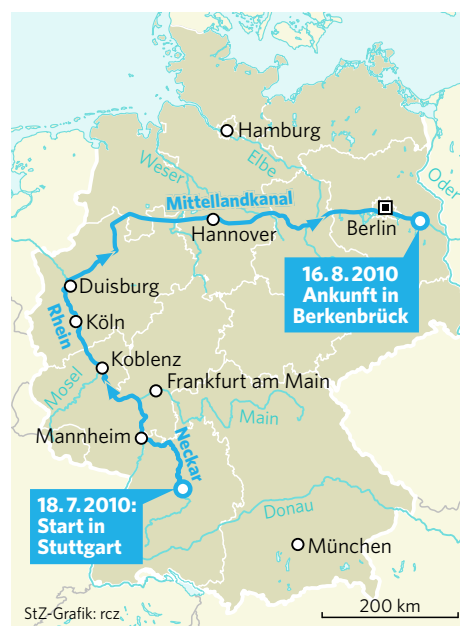 Hamburg
Weser
Elbe
Oder
Mittellandkanal
Hannover
Berlin
16.8.2010
Ankunft in
Berkenbrück
Duisburg
Rhein
Köln
Koblenz
Mosel
Frankfurt am Main
Main
Mannheim
Neckar
18.7.2010:
Start in
Stuttgart
Donau
München
StZ-Grafik: rcz
200 km